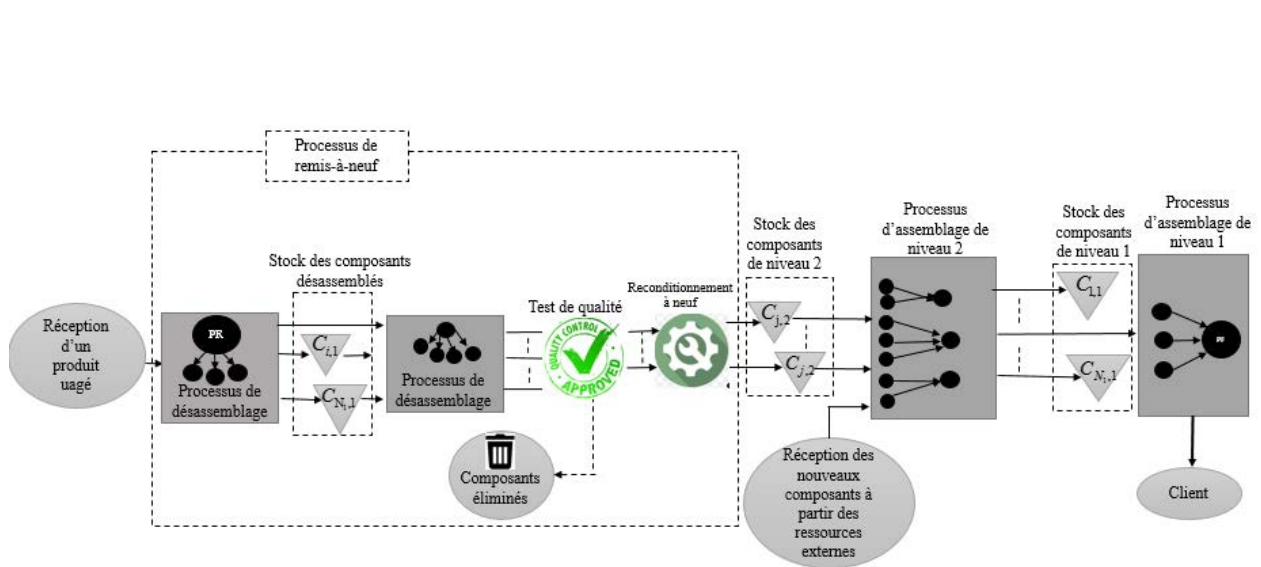 Processus de
remis-à-neuf
Réception
d'un
produit
uagé
PR
Processus de
désassemblage
Stock des composants
désassemblés
C_{i,1}
C_{N_1,1}
Processus de
désassemblage
Test de qualité
QUALITY CONTROL
APPROVED
Composants
éliminés
Reconditionnement
à neuf
Stock des
composants
de niveau 2
C_{j,2}
C_{j,2}
Réception des
nouveaux
composants à
partir des
ressources
externes
Processus
d'assemblage de
niveau 2
Stock des
composants
de niveau 1
C_{1,1}
C_{N_1,1}
Processus
d'assemblage de
niveau 1
PF
Client